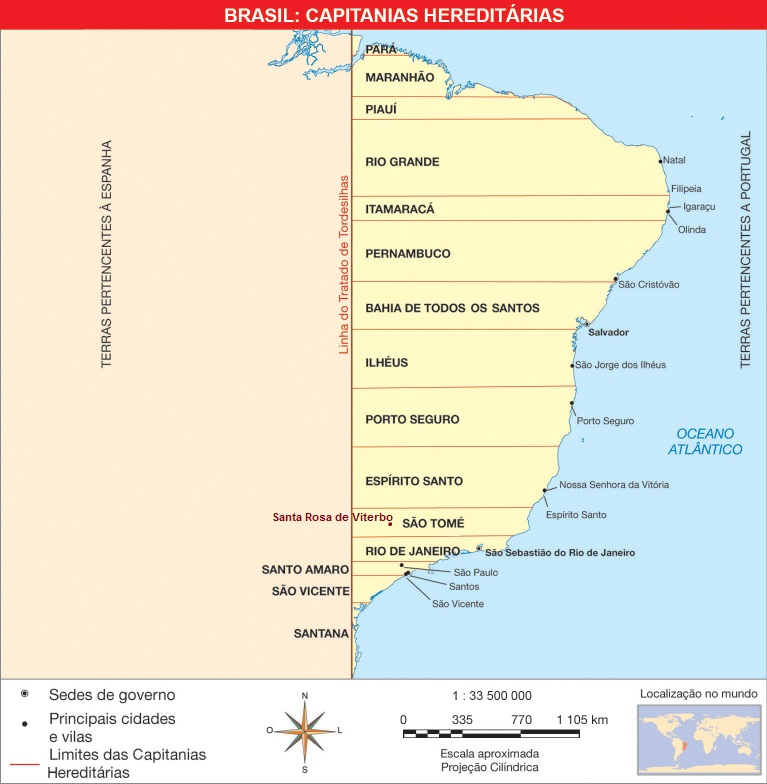 BRASIL: CAPITANIAS HEREDITÁRIAS
PARÁ
MARANHÃO
PIAUÍ
RIO GRANDE
Natal
Filipeia
ITAMARACÁ
Igaraçu
Olinda
PERNAMBUCO
São Cristóvão
BAHIA DE TODOS OS SANTOS
Salvador
ILHÉUS
São Jorge dos Ilhéus
PORTO SEGURO
Porto Seguro
OCEANO
ATLÂNTICO
ESPÍRITO SANTO
Nossa Senhora da Vitória
Espírito Santo
Santa Rosa de Viterbo
SÃO TOMÉ
RIO DE JANEIRO
São Sebastião do Rio de Janeiro
SANTO AMARO
São Paulo
Santos
SÃO VICENTE
São Vicente
SANTANA
TERRAS PERTENCENTES À ESPANHA
Linha do Tratado de Tordesilhas
TERRAS PERTENCENTES A PORTUGAL
Sedes de governo
Principais cidades
e vilas
Limites das Capitanias
Hereditárias
N
O
L
S
1 : 33 500 000
0 335 770 1 105 km
Escala aproximada
Projeção Cilíndrica
Localização no mundo